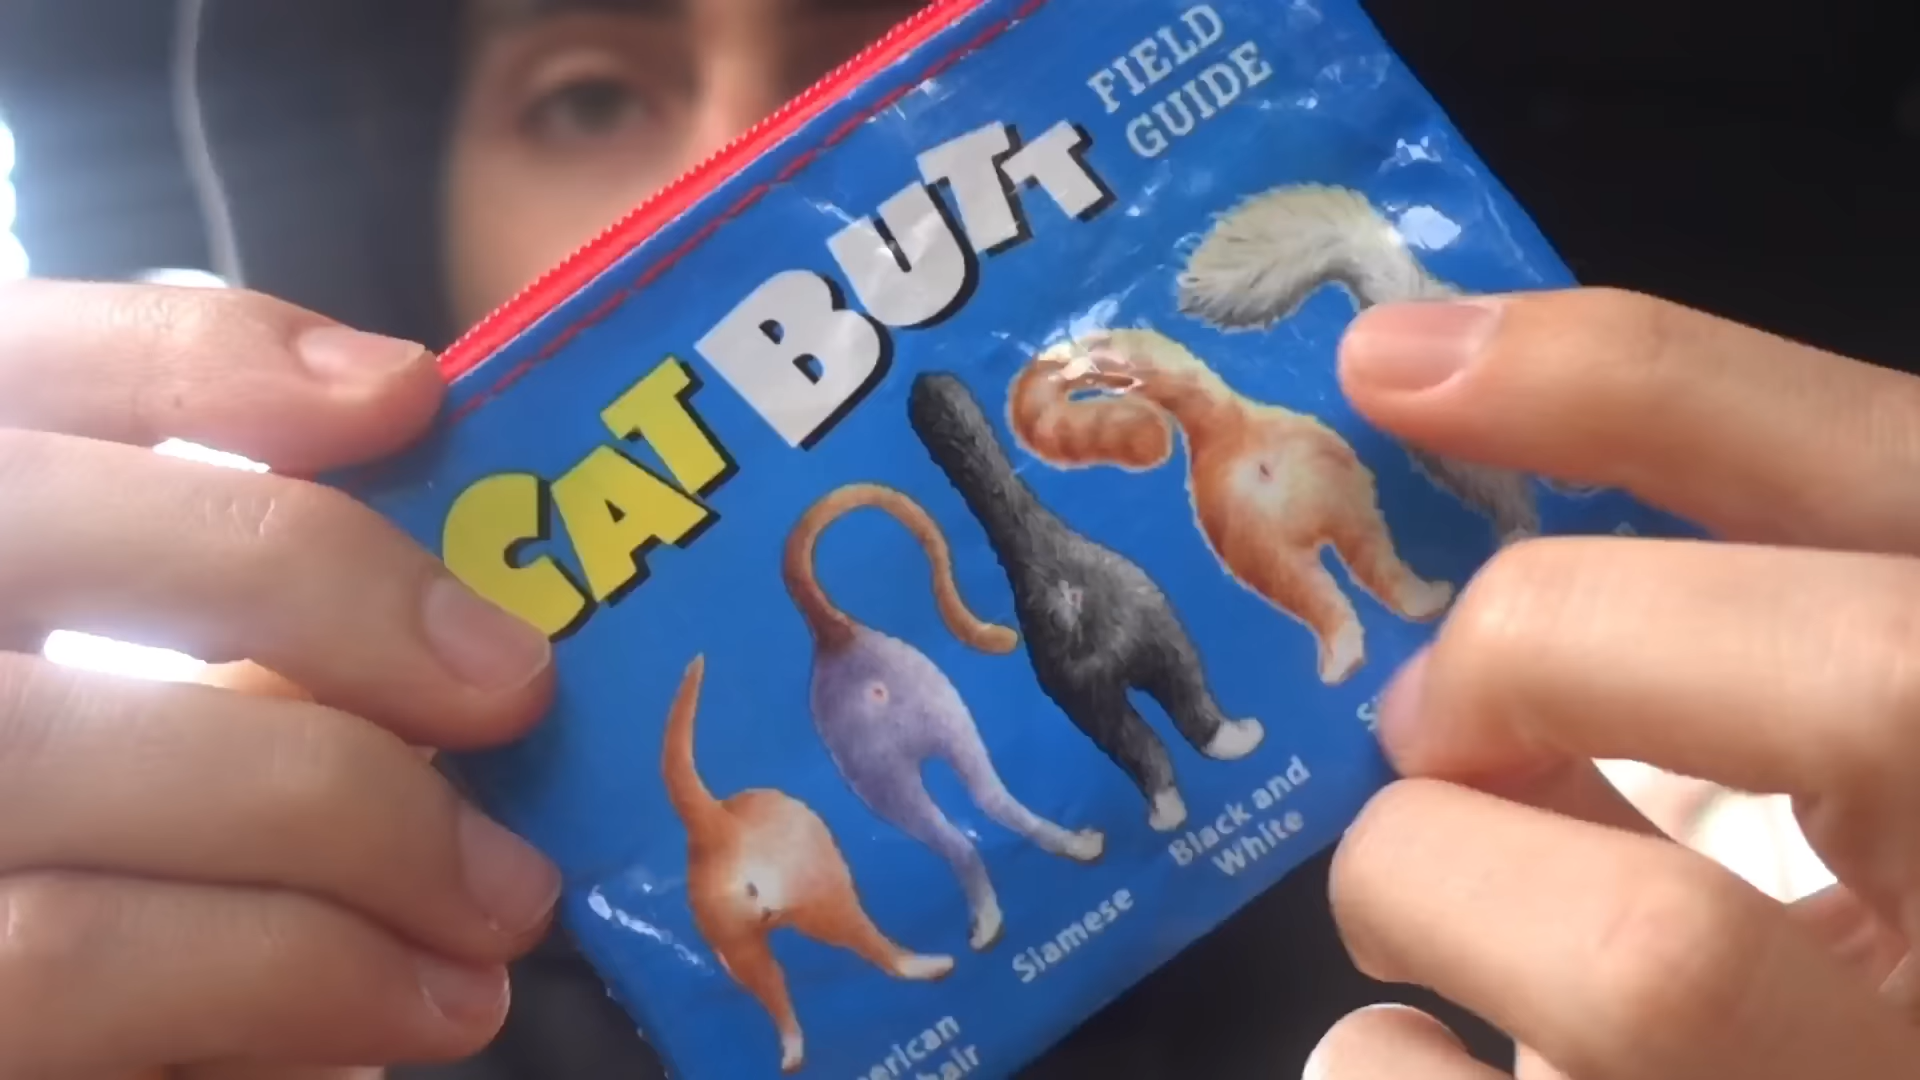 CAT BUTT
FIELD
GUIDE
Siamese
Black and
White